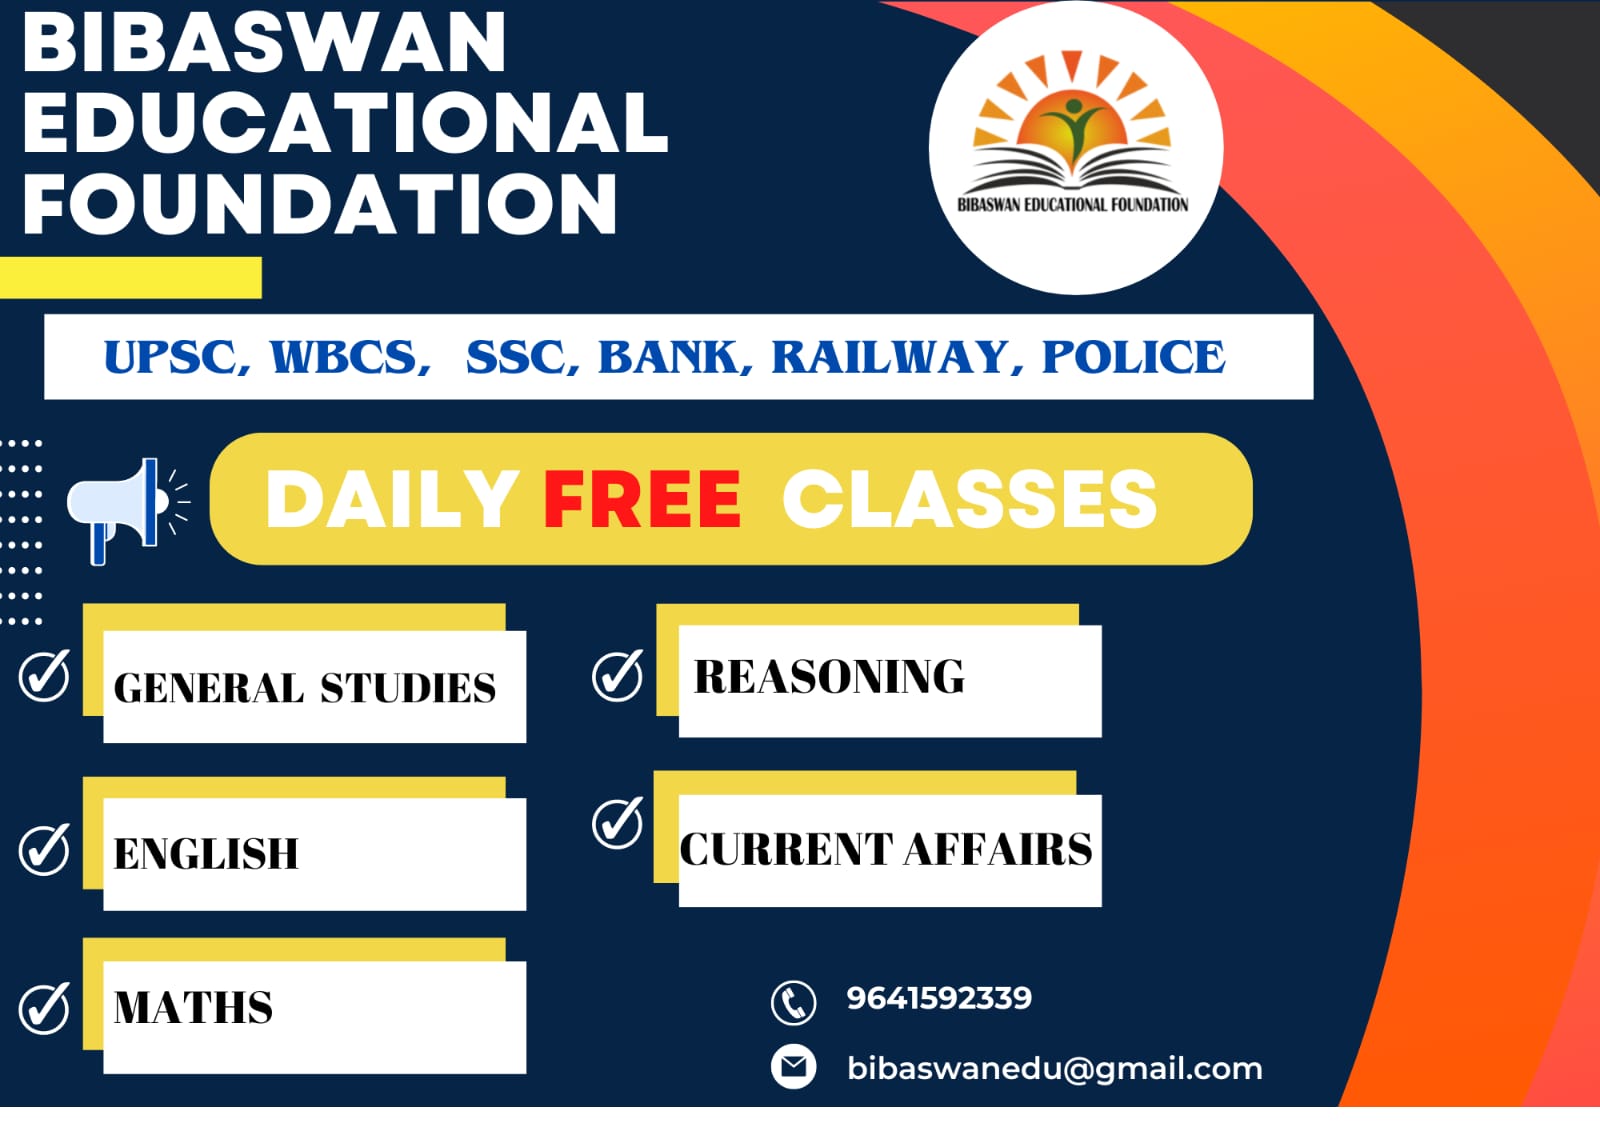 BIBASWAN
EDUCATIONAL
FOUNDATION
BIBASWAN EDUCATIONAL FOUNDATION
UPSC, WBCS, SSC, BANK, RAILWAY, POLICE
DAILY FREE CLASSES
GENERAL STUDIES
REASONING
ENGLISH
CURRENT AFFAIRS
MATHS
9641592339
bibaswanedu@gmail.com